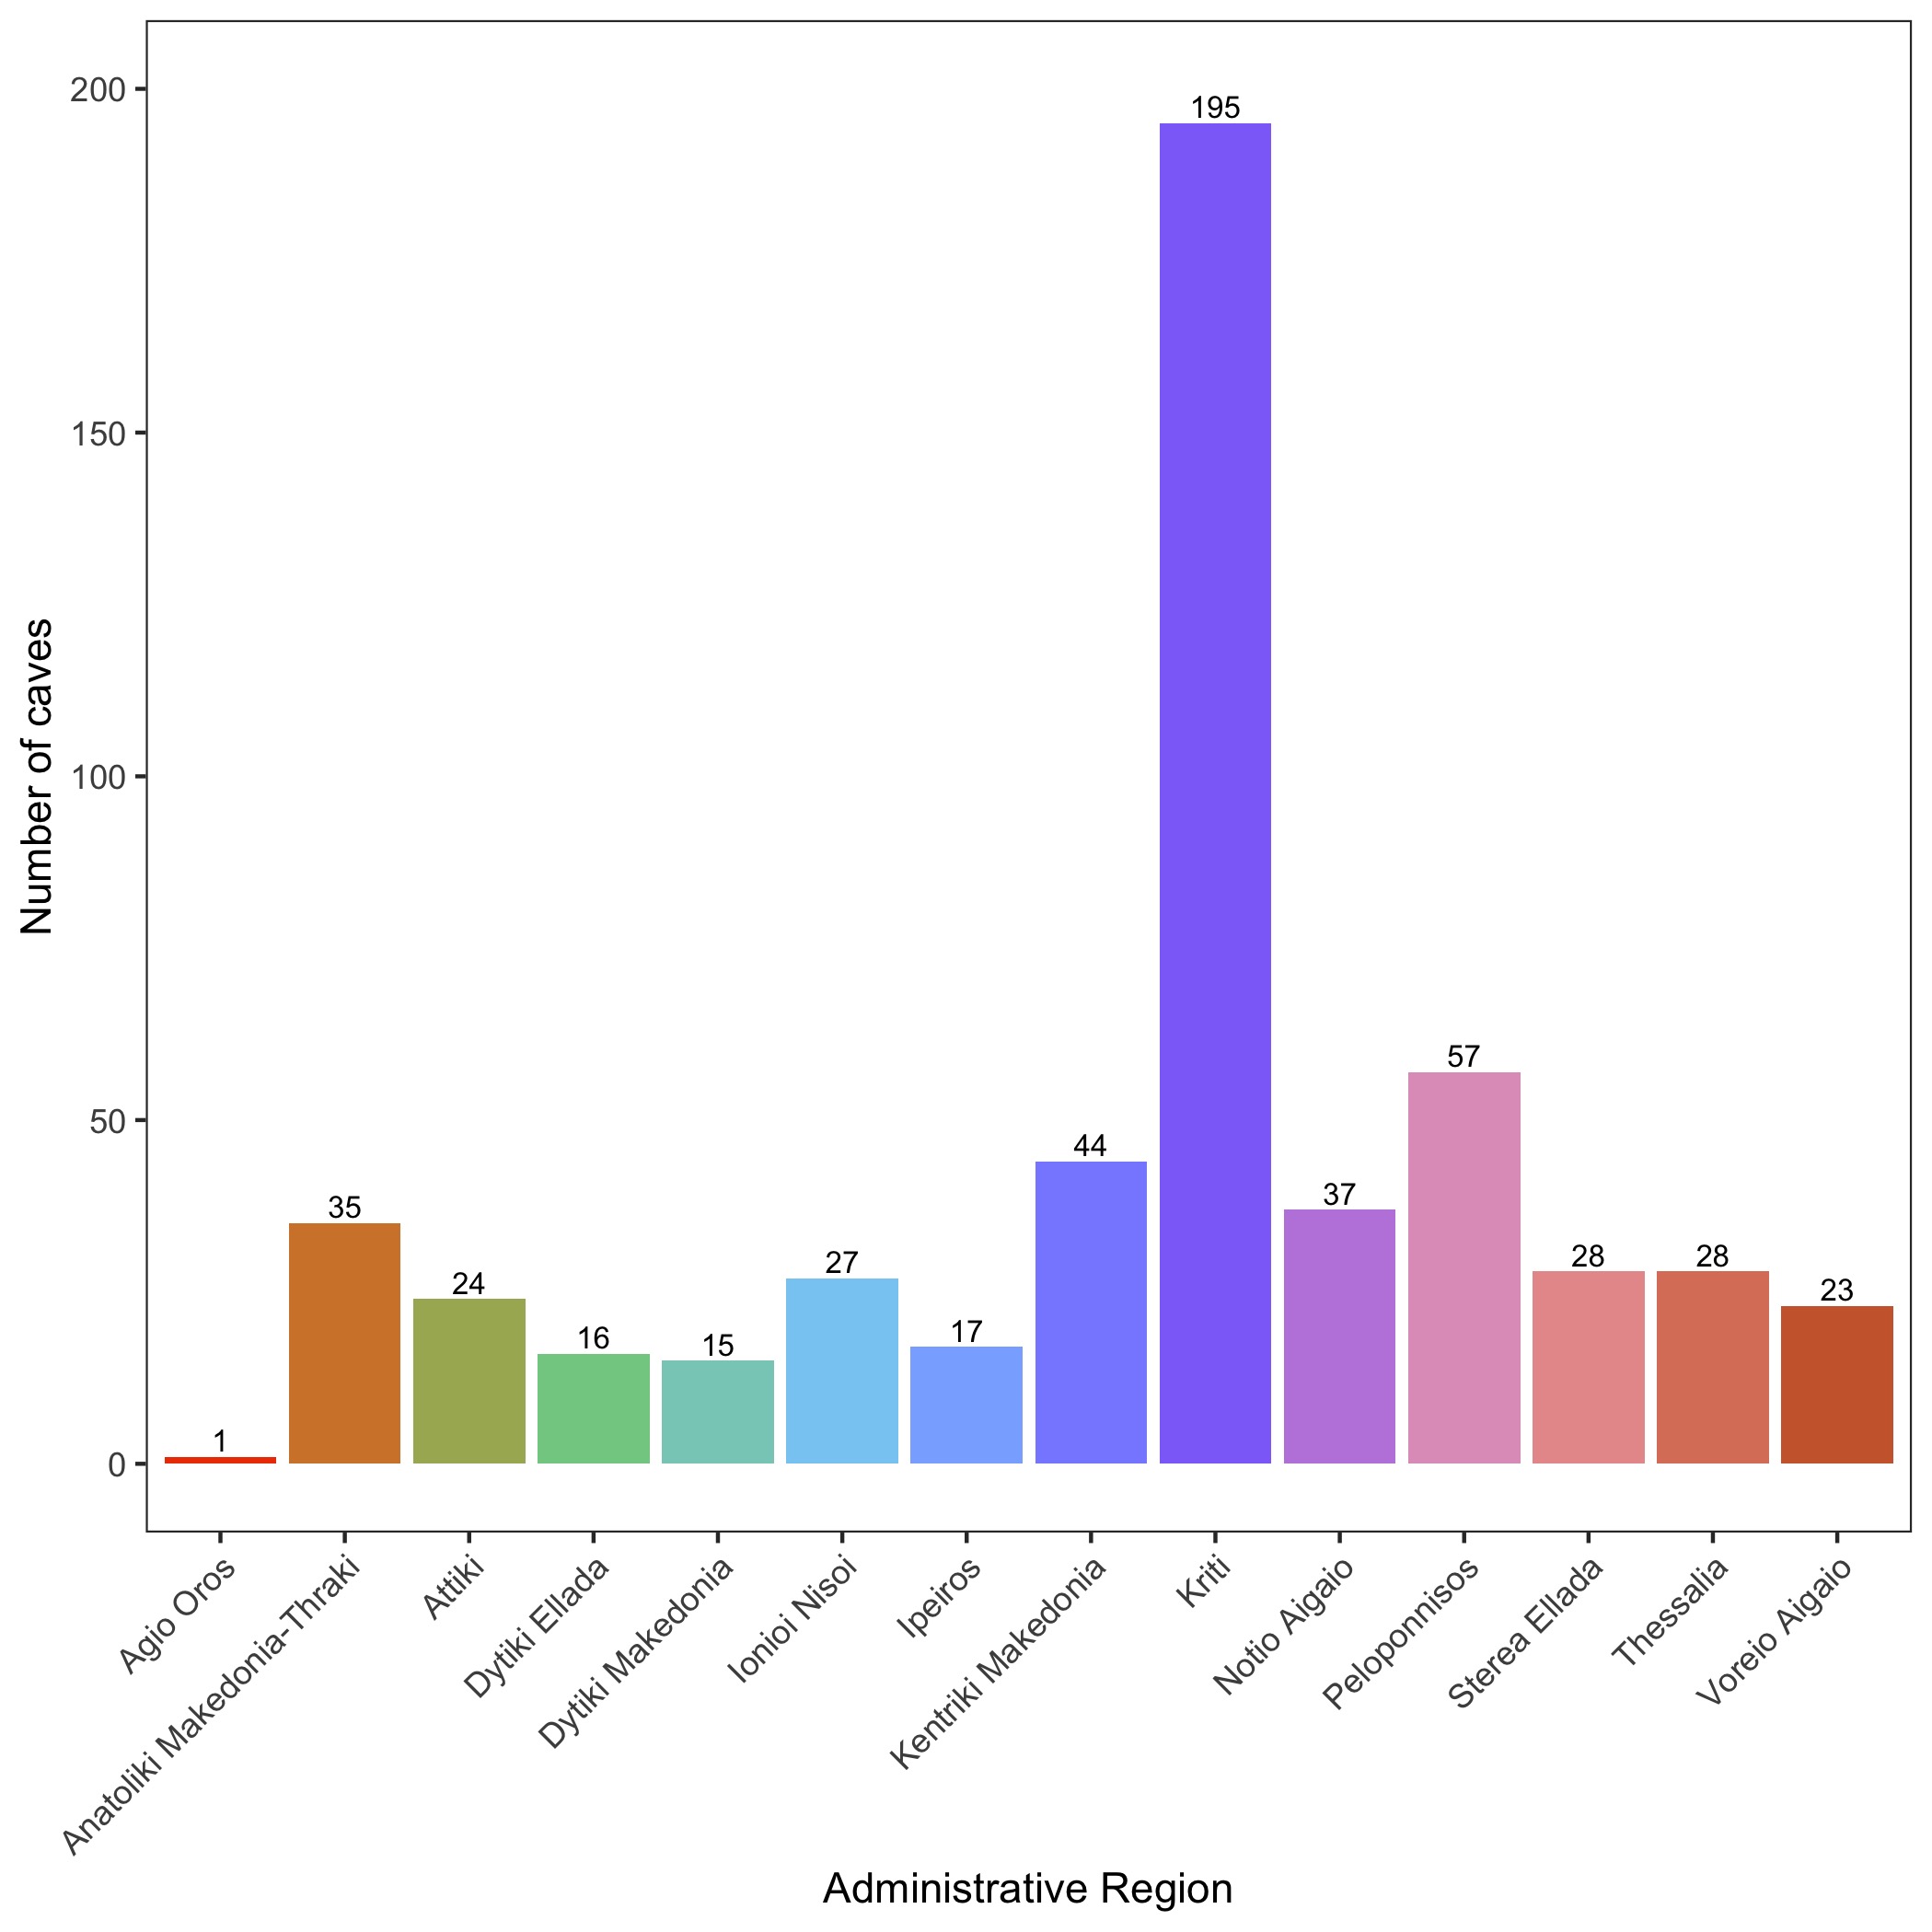 Number of caves
200
150
100
50
0
1
35
24
16
15
27
17
44
195
37
57
28
28
23
Agio Oros
Anatoliki Makedonia-Thraki
Attiki
Dytiki Ellada
Dytiki Makedonia
Ionioi Nisoi
Ipeiros
Kentriki Makedonia
Kriti
Notio Aigaio
Peloponnisos
Sterea Ellada
Thessalia
Voreio Aigaio
Administrative Region